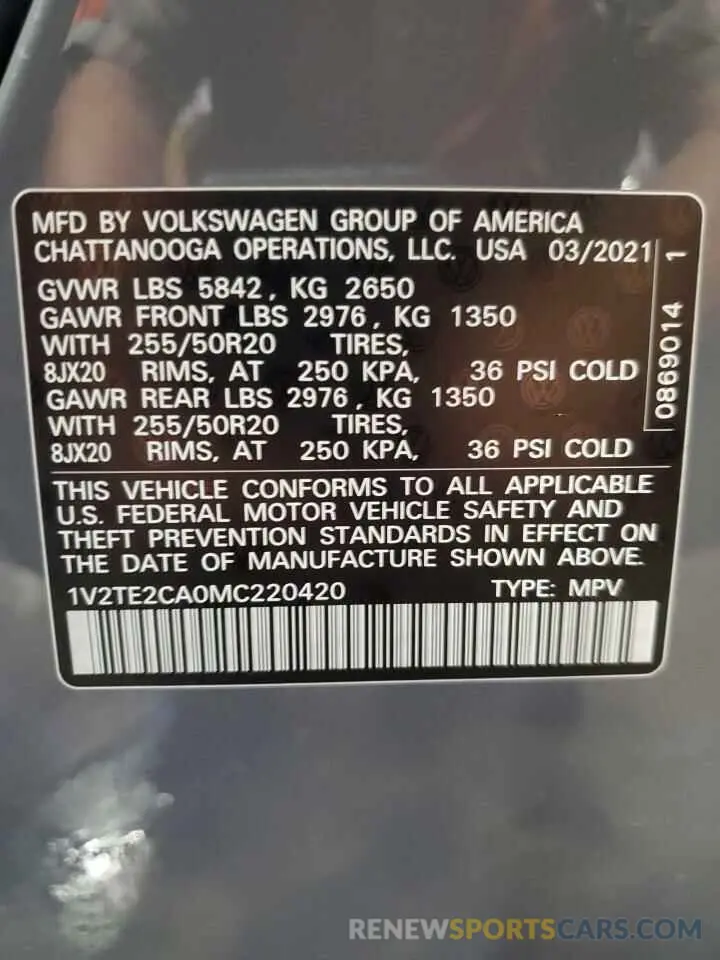 MFD BY VOLKSWAGEN GROUP OF AMERICA
CHATTANOOGA OPERATIONS, LLC. USA 03/2021
GVWR LBS 5842, KG 2650
GAWR FRONT LBS 2976, KG 1350
WITH 255/50R20 TIRES,
8JX20 RIMS, AT 250 KPA, 36 PSI COLD
GAWR REAR LBS 2976, KG 1350
WITH 255/50R20 TIRES,
8JX20 RIMS, AT 250 KPA, 36 PSI COLD
0869014 1
THIS VEHICLE CONFORMS TO ALL APPLICABLE
U.S. FEDERAL MOTOR VEHICLE SAFETY AND
THEFT PREVENTION STANDARDS IN EFFECT ON
THE DATE OF MANUFACTURE SHOWN ABOVE.
1V2TE2CA0MC220420 TYPE: MPV
RENEWSPORTSCARS.COM